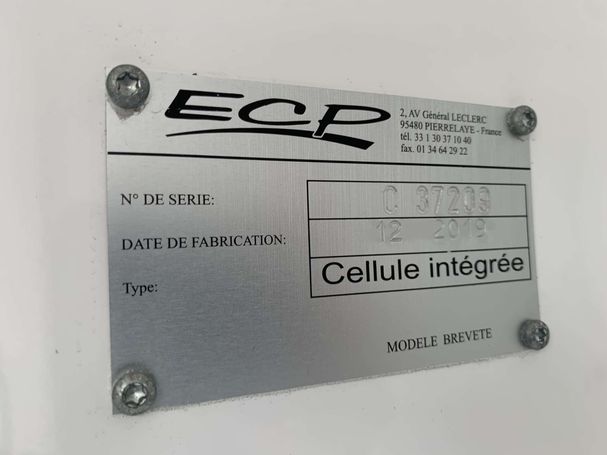 ECP
2, AV Général LECLERC
95480 PIERRELAYE - France
tél. 33 1 30 37 10 40
fax. 01 34 64 29 22
N° DE SERIE: C 37209
DATE DE FABRICATION: 12 2019
Type: Cellule intégrée
MODELE BREVETE